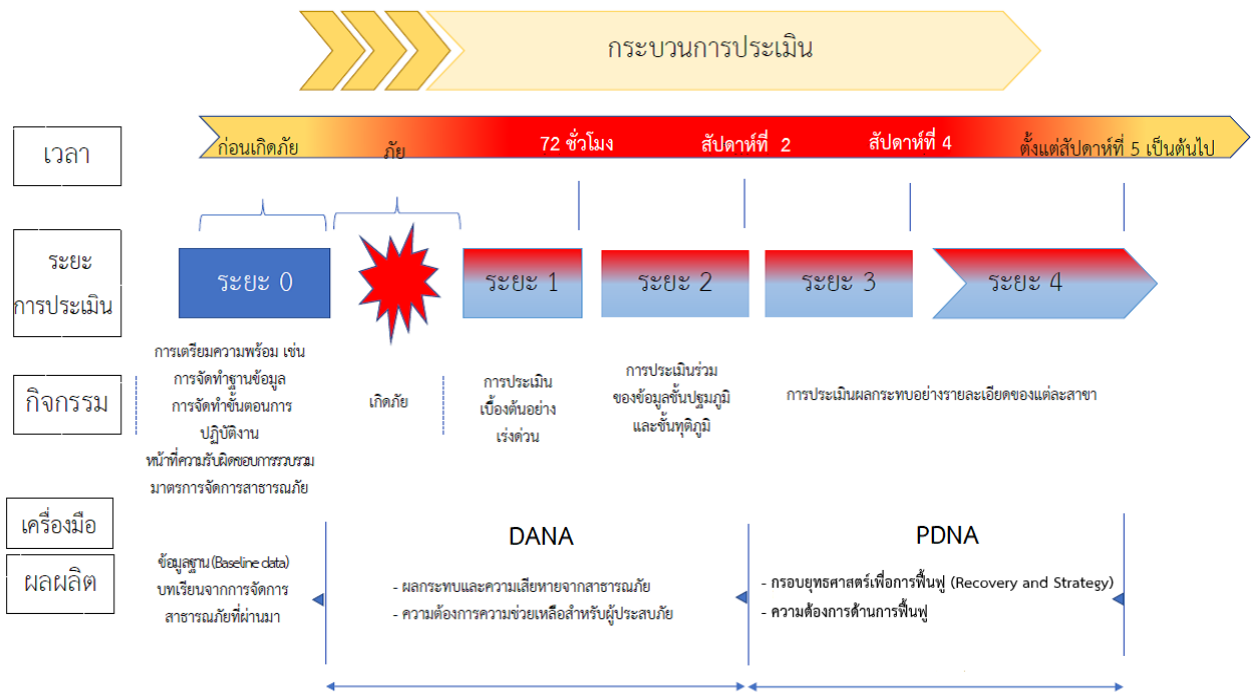 กระบวนการประเมิน
เวลา
ก่อนเกิดภัย
ภัย
72 ชั่วโมง
สัปดาห์ที่ 2
สัปดาห์ที่ 4
ตั้งแต่สัปดาห์ที่ 5 เป็นต้นไป
ระยะ
การประเมิน
ระยะ 0
ระยะ 1
ระยะ 2
ระยะ 3
ระยะ 4
กิจกรรม
การเตรียมความพร้อม เช่น
การจัดทำฐานข้อมูล
การจัดทำขั้นตอนการ
ปฏิบัติงาน
หน้าที่ความรับผิดชอบการรวบรวม
มาตรการจัดการสาธารณภัย
เกิดภัย
การประเมิน
เบื้องต้นอย่าง
เร่งด่วน
การประเมินร่วม
ของข้อมูลขั้นปฐมภูมิ
และขั้นทุติภูมิ
การประเมินผลกระทบอย่างรายละเอียดของแต่ละสาขา
เครื่องมือ
DANA
PDNA
ผลผลิต
ข้อมูลฐาน (Baseline data)
บทเรียนจากการจัดการ
สาธารณภัยที่ผ่านมา
- ผลกระทบและความเสียหายจากสาธารณภัย
- ความต้องการความช่วยเหลือสำหรับผู้ประสบภัย
- กรอบยุทธศาสตร์เพื่อการฟื้นฟู (Recovery and Strategy)
- ความต้องการด้านการฟื้นฟู